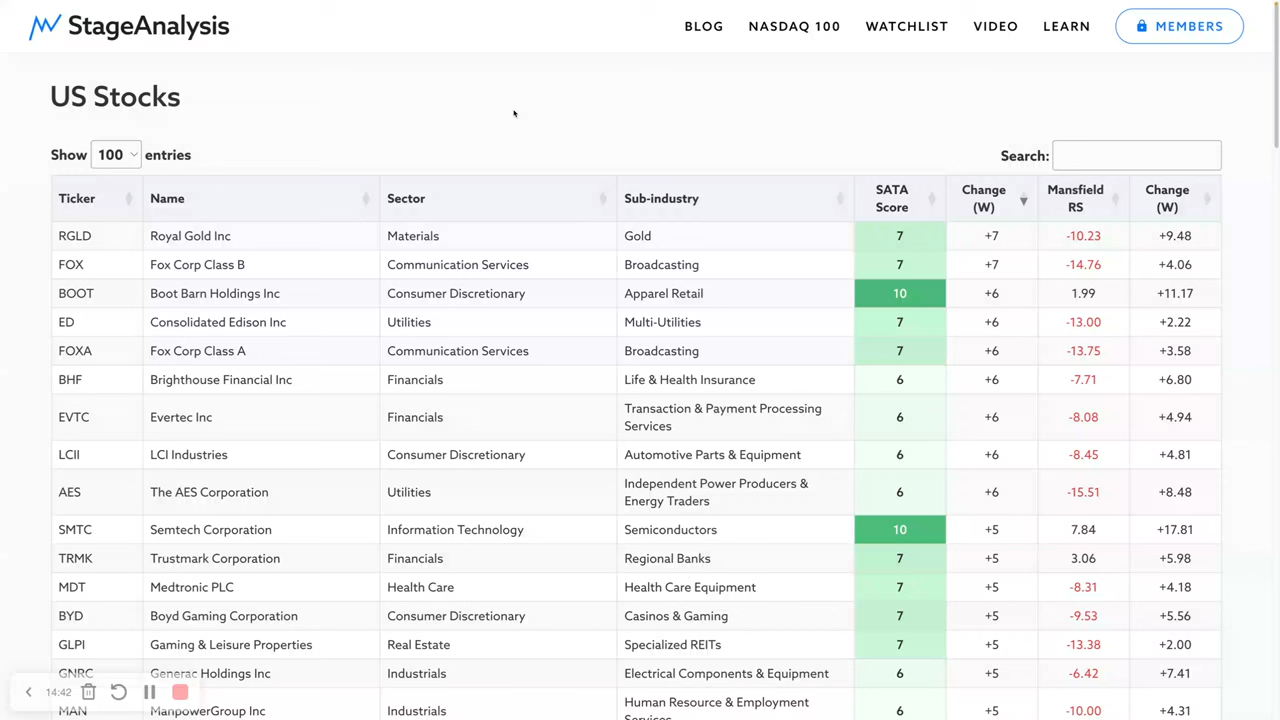 StageAnalysis
BLOG NASDAQ 100 WATCHLIST VIDEO LEARN MEMBERS
US Stocks
Show 100 entries Search:
Ticker Name Sector Sub-industry SATA Score Change (W) Mansfield RS Change (W)
RGLD Royal Gold Inc Materials Gold 7 +7 -10.23 +9.48
FOX Fox Corp Class B Communication Services Broadcasting 7 +7 -14.76 +4.06
BOOT Boot Barn Holdings Inc Consumer Discretionary Apparel Retail 10 +6 1.99 +11.17
ED Consolidated Edison Inc Utilities Multi-Utilities 7 +6 -13.00 +2.22
FOXA Fox Corp Class A Communication Services Broadcasting 7 +6 -13.75 +3.58
BHF Brighthouse Financial Inc Financials Life & Health Insurance 6 +6 -7.71 +6.80
EVTC Evertec Inc Financials Transaction & Payment Processing Services 6 +6 -8.08 +4.94
LCII LCI Industries Consumer Discretionary Automotive Parts & Equipment 6 +6 -8.45 +4.81
AES The AES Corporation Utilities Independent Power Producers & Energy Traders 6 +6 -15.51 +8.48
SMTC Semtech Corporation Information Technology Semiconductors 10 +5 7.84 +17.81
TRMK Trustmark Corporation Financials Regional Banks 7 +5 3.06 +5.98
MDT Medtronic PLC Health Care Health Care Equipment 7 +5 -8.31 +4.18
BYD Boyd Gaming Corporation Consumer Discretionary Casinos & Gaming 7 +5 -9.53 +5.56
GLPI Gaming & Leisure Properties Real Estate Specialized REITs 7 +5 -13.38 +2.00
GNRC Generac Holdings Inc Industrials Electrical Components & Equipment 6 +5 -6.42 +7.41
14:42
MAN ManpowerGroup Inc Industrials Human Resource & Employment Services 6 +5 -10.00 +4.31